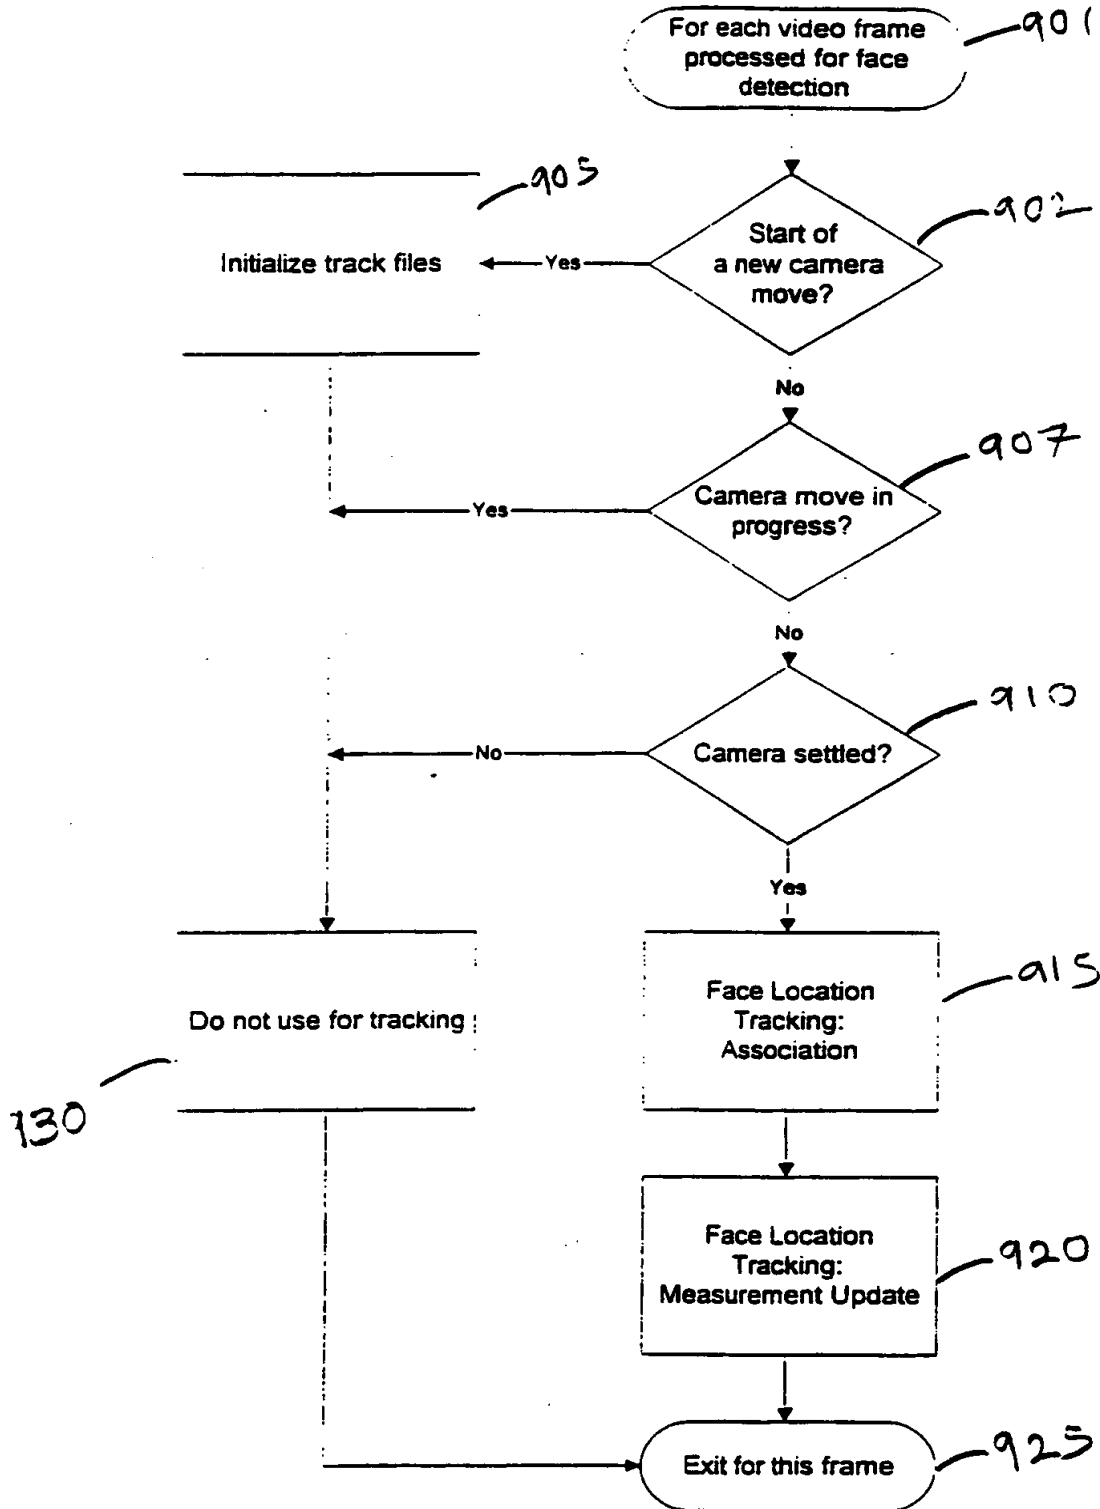 For each video frame
processed for face
detection
901
905
902
Start of
a new camera
move?
Yes
Initialize track files
No
907
Camera move in
progress?
Yes
No
910
Camera settled?
No
Yes
915
Face Location
Tracking:
Association
Do not use for tracking
930
Face Location
Tracking:
Measurement Update
920
Exit for this frame
925